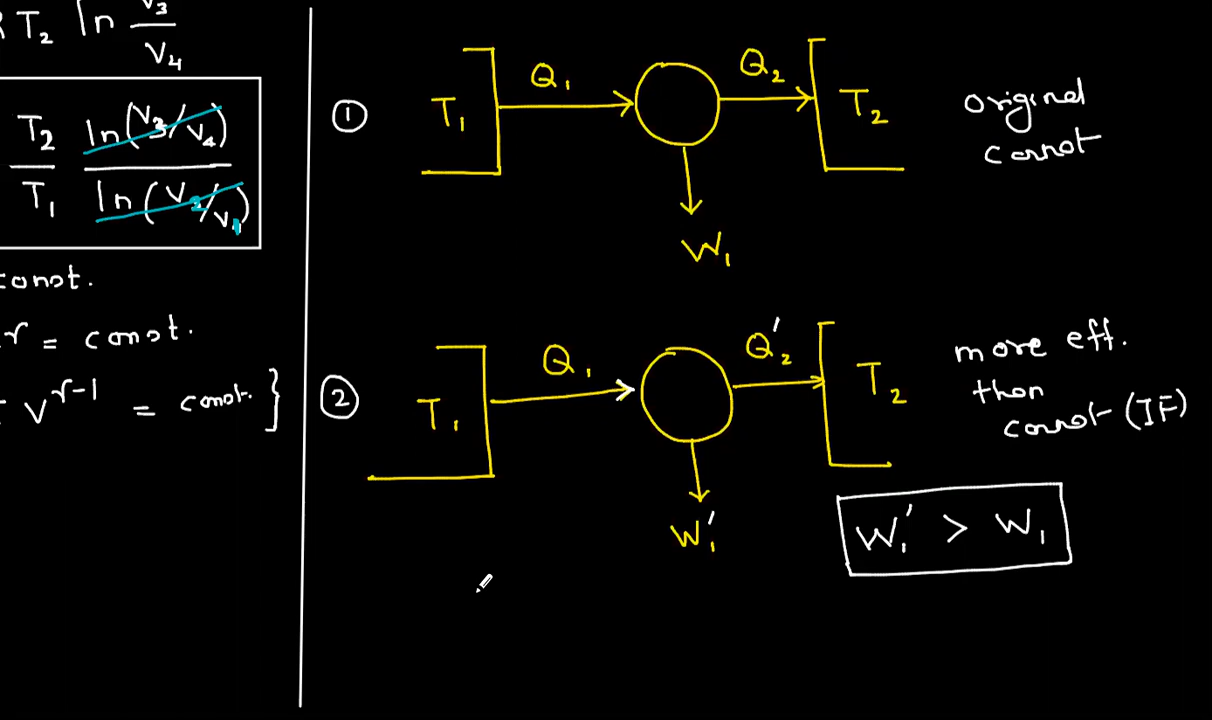 T₂ ln V₃/V₄
T₂/T₁ ln(V₃/V₄)/ln(V₂/V₁)
const.
γ = const.
V^γ-1 = const. }
① T₁ Q₁ Q₂ T₂ original
carnot
W₁
② T₁ Q₁ Q₂' T₂ more eff.
than
carnot (IF)
W₁'
W₁' > W₁